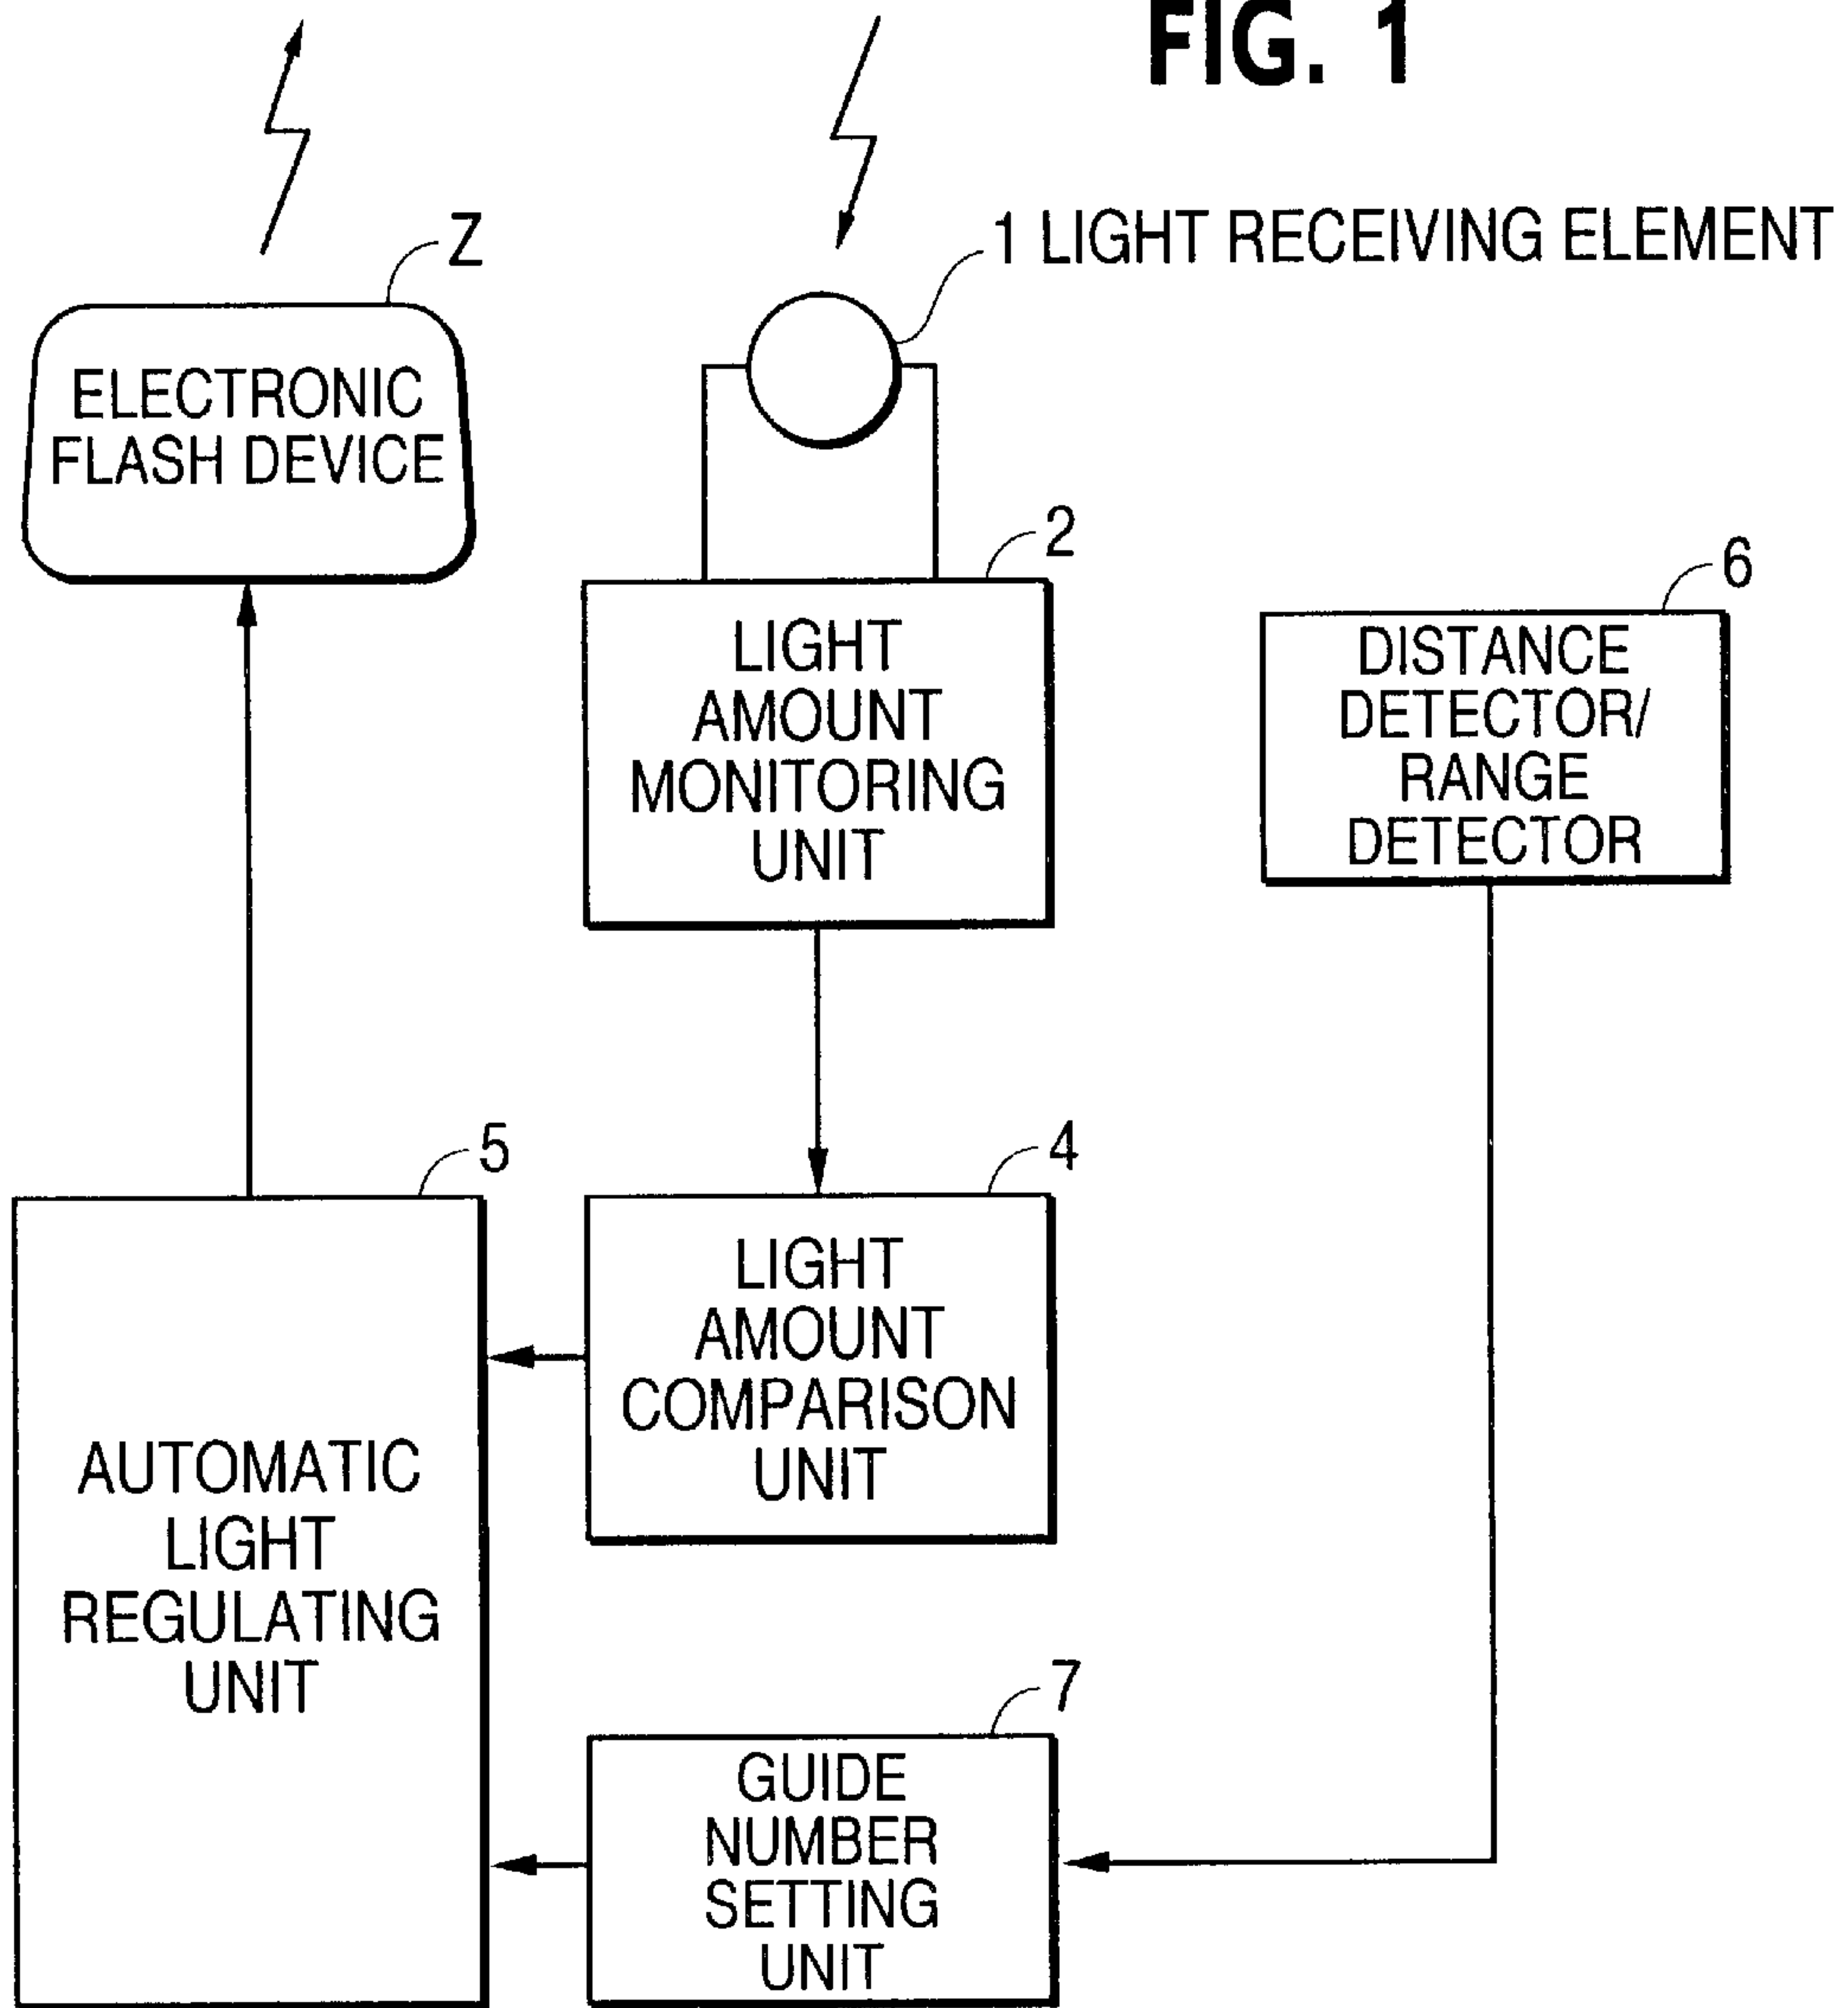 FIG. 1
Z
1 LIGHT RECEIVING ELEMENT
ELECTRONIC
FLASH DEVICE
2
LIGHT
AMOUNT
MONITORING
UNIT
6
DISTANCE
DETECTOR/
RANGE
DETECTOR
5
AUTOMATIC
LIGHT
REGULATING
UNIT
4
LIGHT
AMOUNT
COMPARISON
UNIT
7
GUIDE
NUMBER
SETTING
UNIT